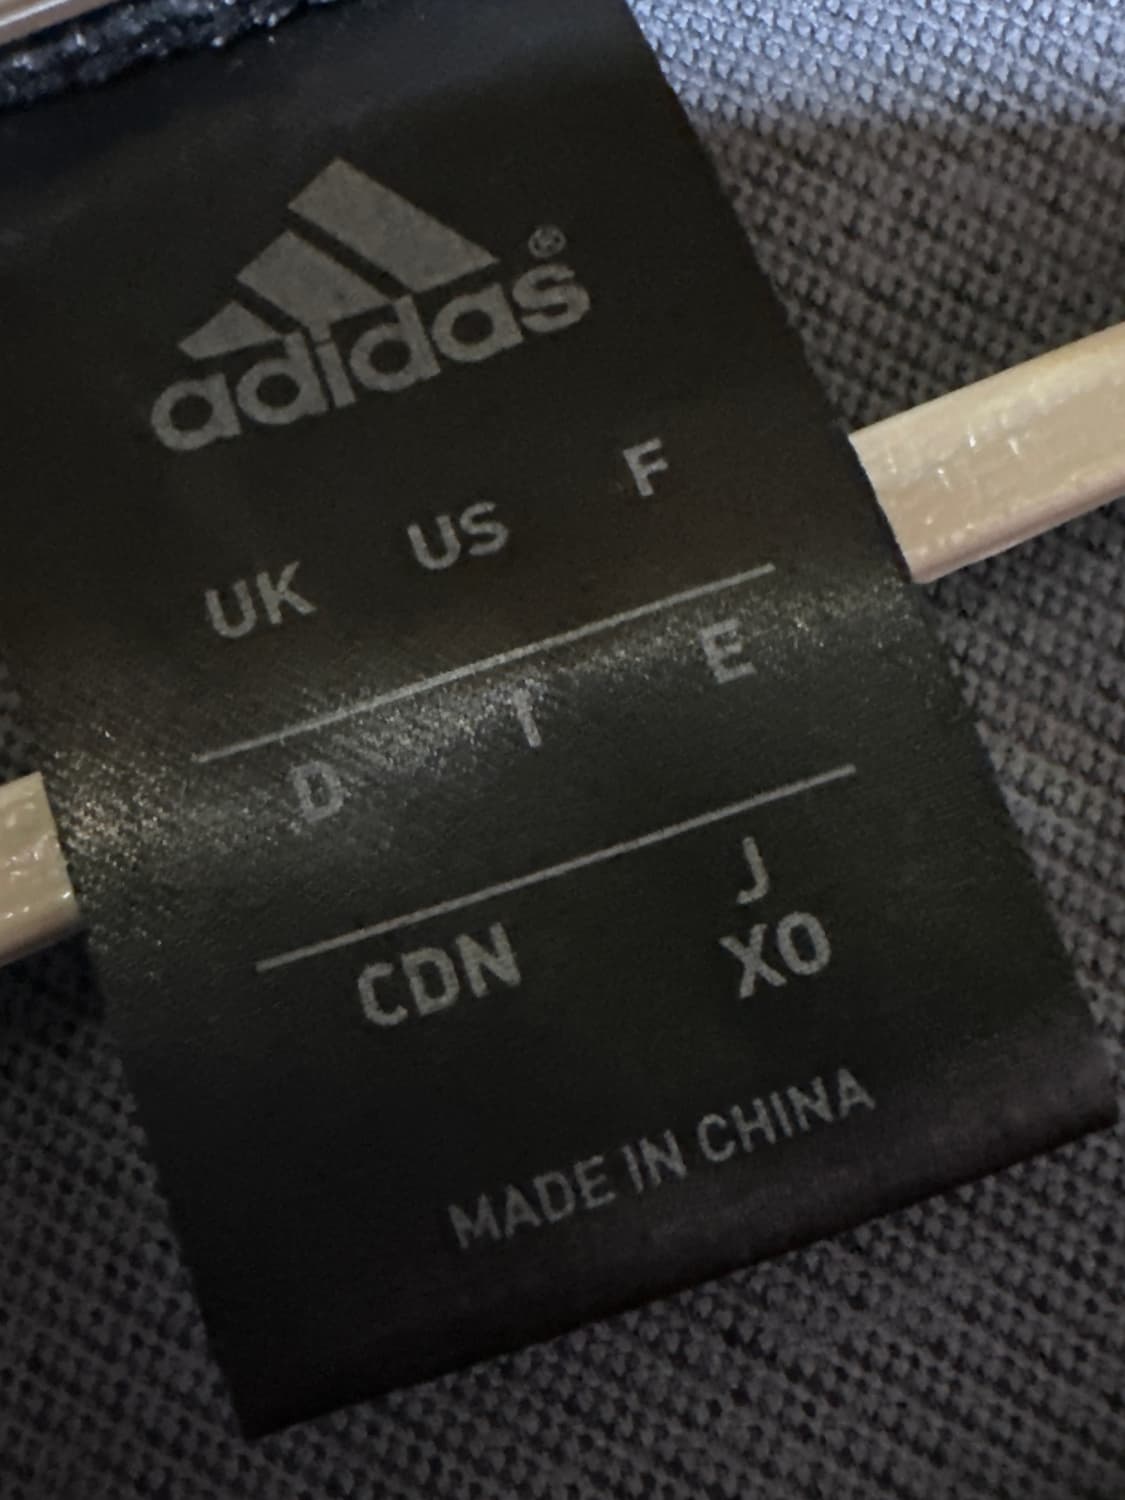 adidas®
UK US F
D I E
CDN J
XO
MADE IN CHINA